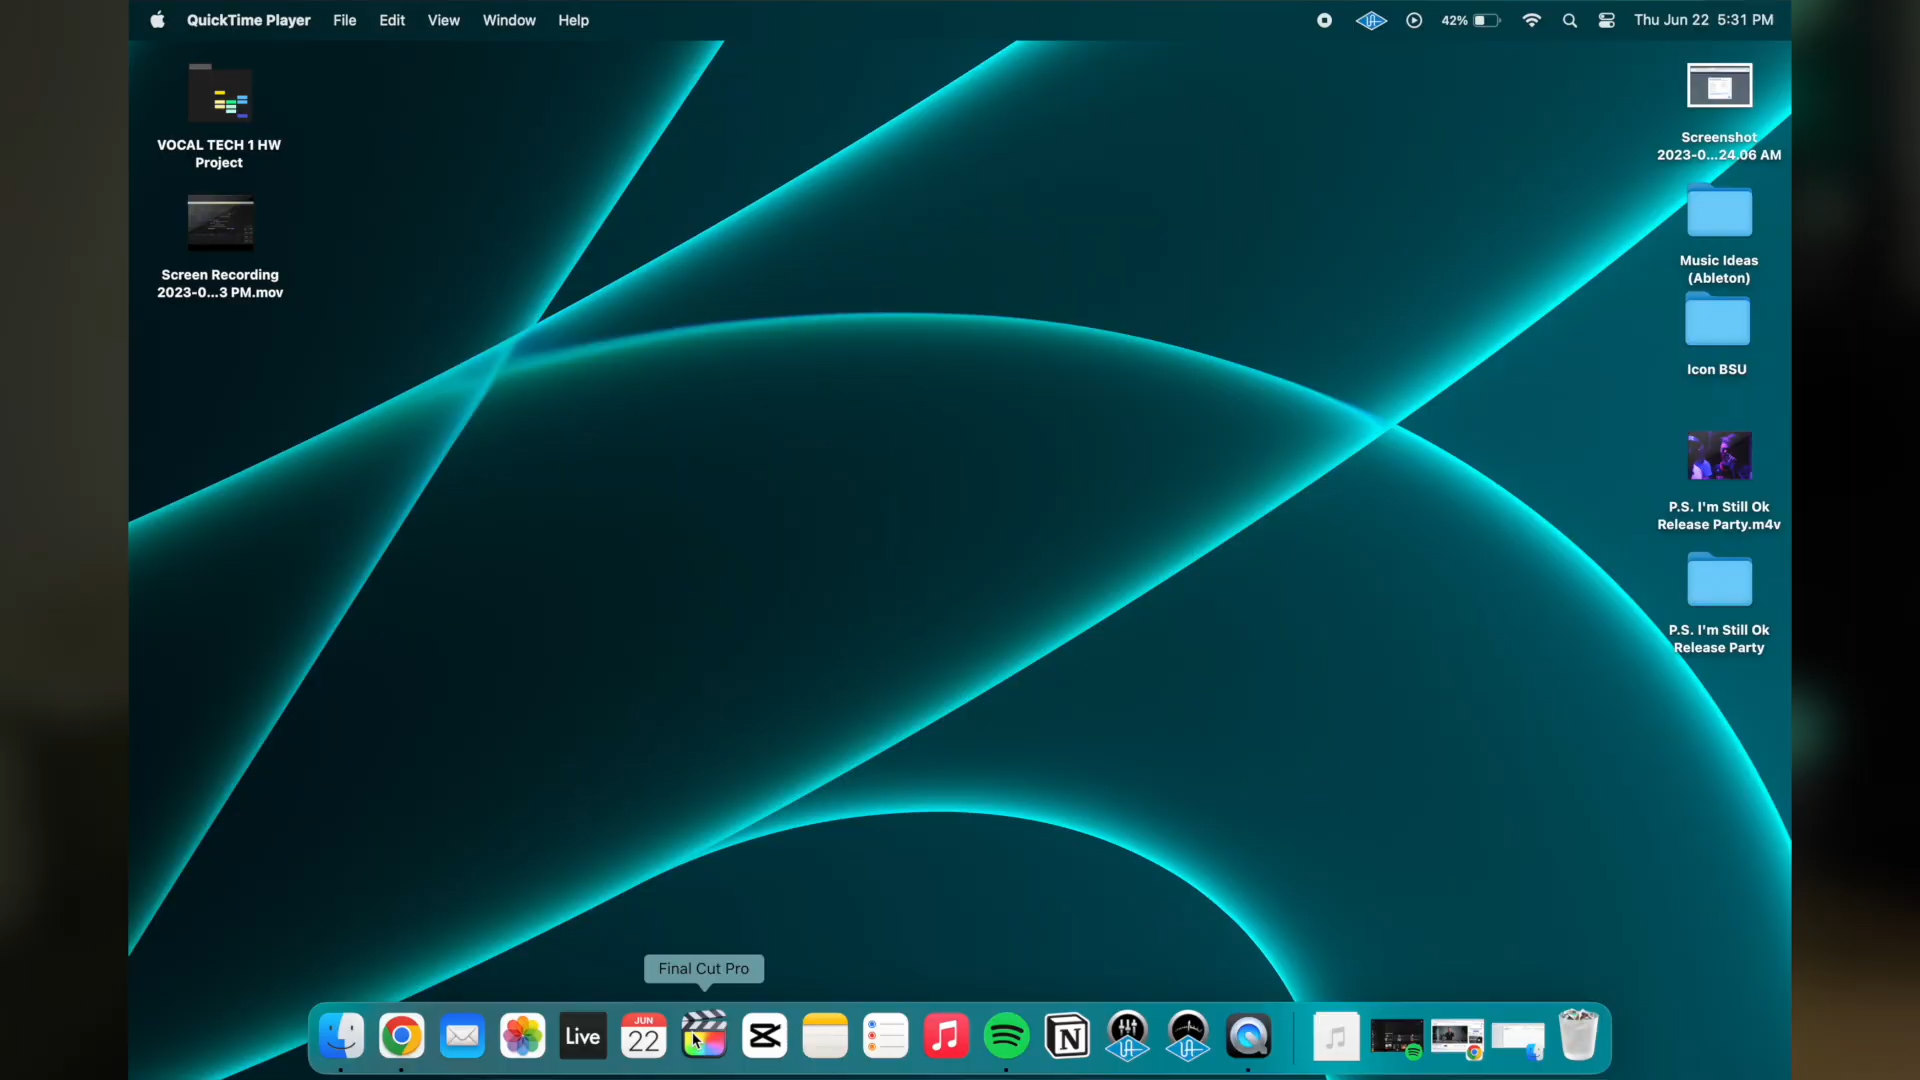 QuickTime Player File Edit View Window Help 42% Thu Jun 22 5:31 PM
VOCAL TECH 1 HW
Project
Screen Recording
2023-0...3 PM.mov
Screenshot
2023-0...24.06 AM
Music Ideas
(Ableton)
Icon BSU
P.S. I'm Still Ok
Release Party.m4v
P.S. I'm Still Ok
Release Party
Final Cut Pro
Live
JUN
22